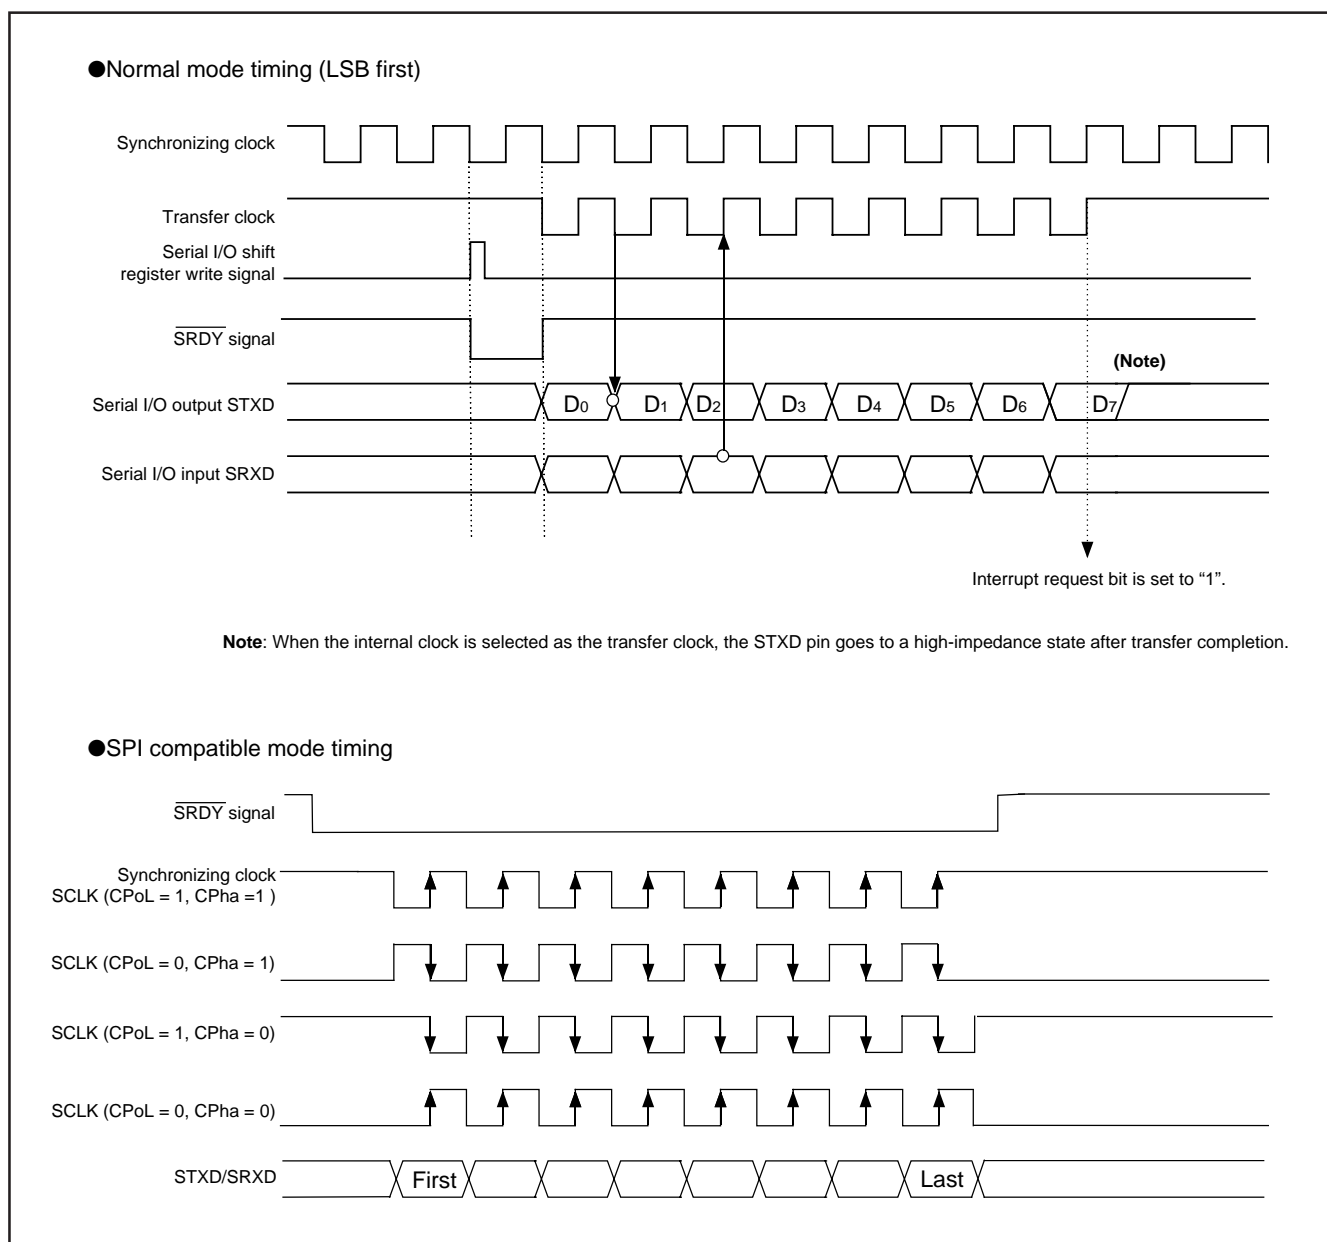 ●Normal mode timing (LSB first)
Synchronizing clock
Transfer clock
Serial I/O shift
register write signal
SRDY signal
(Note)
Serial I/O output STXD
D0 D1 D2 D3 D4 D5 D6 D7
Serial I/O input SRXD
Interrupt request bit is set to “1”.
Note: When the internal clock is selected as the transfer clock, the STXD pin goes to a high-impedance state after transfer completion.
●SPI compatible mode timing
SRDY signal
Synchronizing clock
SCLK (CPoL = 1, CPha =1 )
SCLK (CPoL = 0, CPha = 1)
SCLK (CPoL = 1, CPha = 0)
SCLK (CPoL = 0, CPha = 0)
STXD/SRXD
First Last